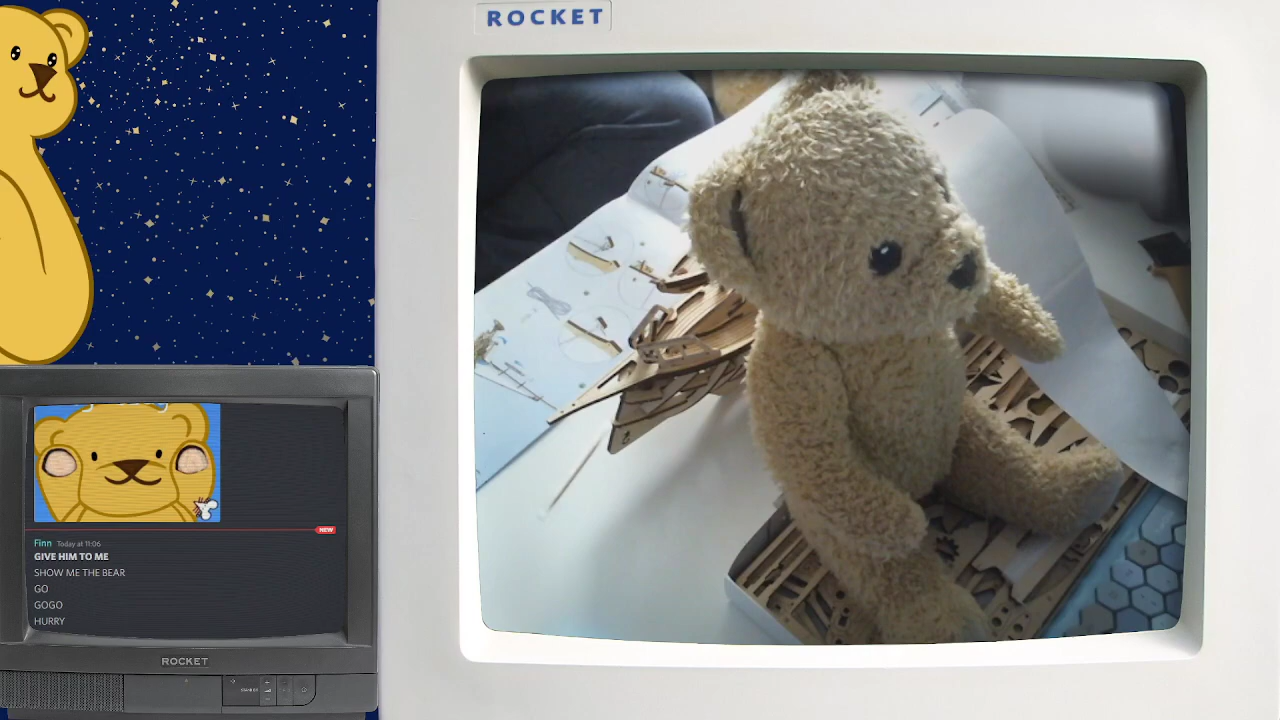 ROCKET
NEW
Finn Today at 11:06
GIVE HIM TO ME
SHOW ME THE BEAR
GO
GOGO
HURRY
ROCKET